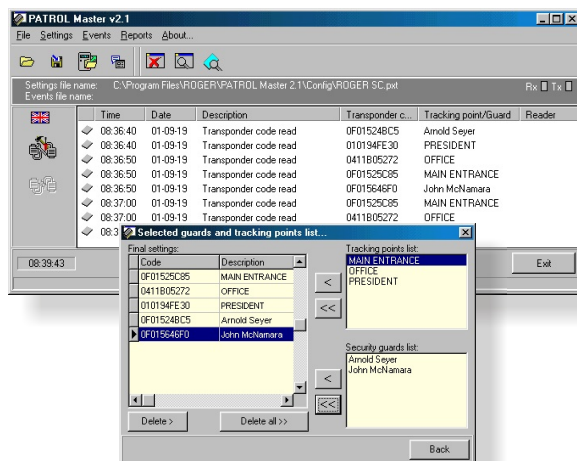 PATROL Master v2.1
File Settings Events Reports About...
Settings file name: C:\Program Files\ROGER\PATROL Master 2.1\Config\ROGER SC.pxt
Rx Tx
Events file name:
Time Date Description Transponder c... Tracking point/Guard Reader
08:36:40 01-09-19 Transponder code read 0F01524BC5 Arnold Seyer
08:36:40 01-09-19 Transponder code read 010194FE30 PRESIDENT
08:36:50 01-09-19 Transponder code read 0411B05272 OFFICE
08:36:50 01-09-19 Transponder code read 0F01525C85 MAIN ENTRANCE
08:36:50 01-09-19 Transponder code read 0F015646F0 John McNamara
08:37:00 01-09-19 Transponder code read 0F01525C85 MAIN ENTRANCE
08:37:00 01-09-19 Transponder code read 0411B05272 OFFICE
08:3
08:39:43
Exit
Selected guards and tracking points list...
Final settings:
Code Description
0F01525C85 MAIN ENTRANCE
0411B05272 OFFICE
010194FE30 PRESIDENT
0F01524BC5 Arnold Seyer
0F015646F0 John McNamara
<
<<
Tracking points list:
MAIN ENTRANCE
OFFICE
PRESIDENT
<
<<
Security guards list:
Arnold Seyer
John McNamara
Delete >
Delete all >>
Back